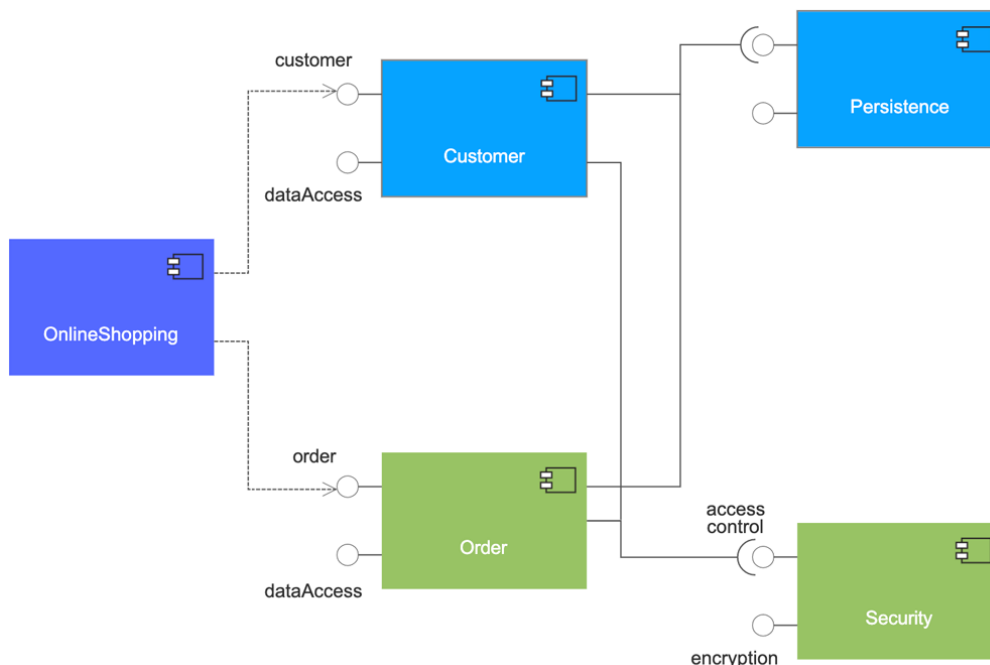 customer
Persistence
Customer
dataAccess
OnlineShopping
order
access
control
Order
dataAccess
Security
encryption